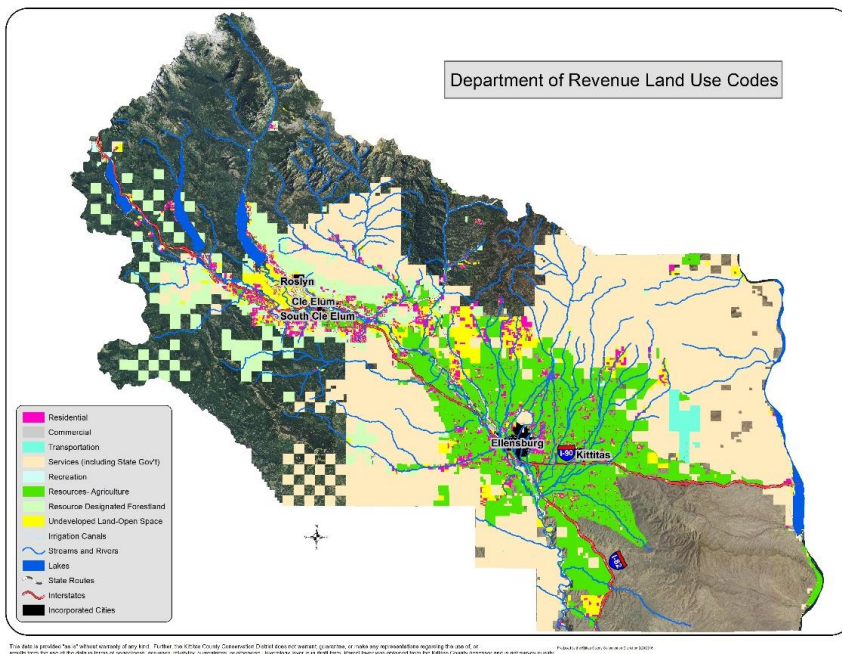 Department of Revenue Land Use Codes
Roslyn
Cle Elum
South Cle Elum
Ellensburg
I-90
Kittitas
I-82
Residential
Commercial
Transportation
Services (including State Gov't)
Recreation
Resources- Agriculture
Resource Designated Forestland
Undeveloped Land-Open Space
Irrigation Canals
Streams and Rivers
Lakes
State Routes
Interstates
Incorporated Cities
This data is provided "as is" without warranty of any kind. Further, the Kittitas County Conservation District does not warrant, guarantee, or make any representations regarding the use of, or